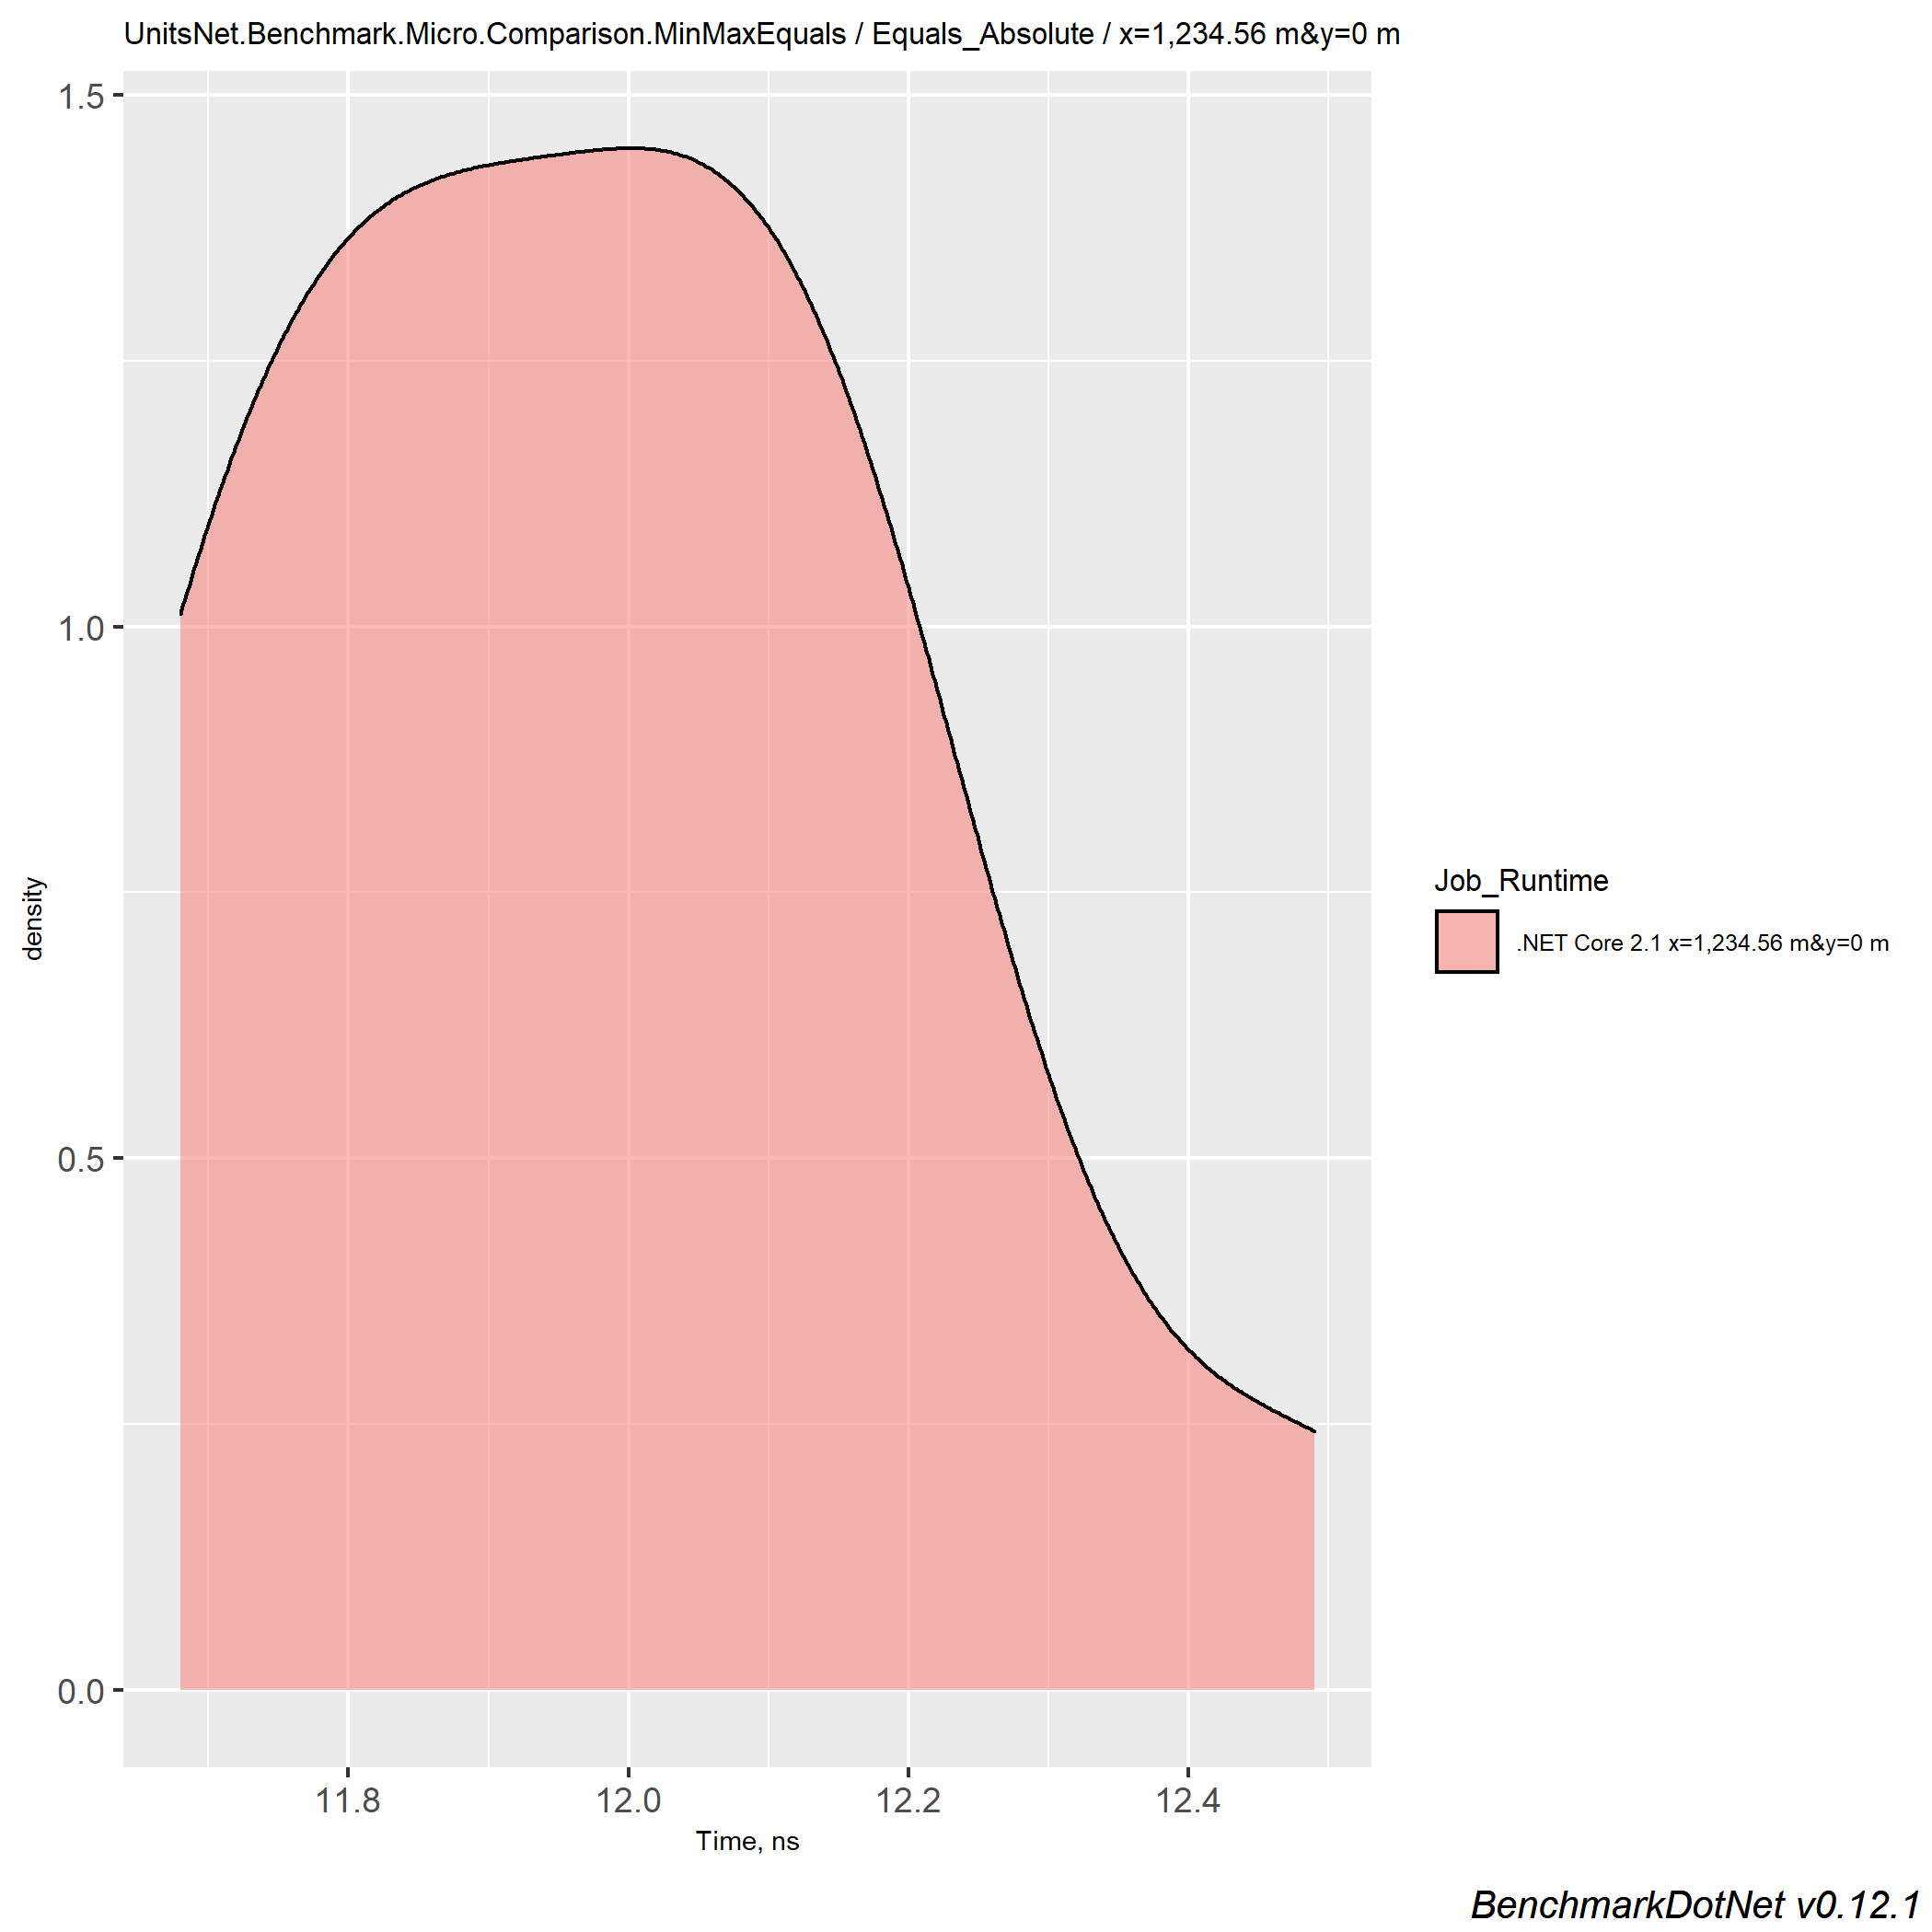 UnitsNet.Benchmark.Micro.Comparison.MinMaxEquals / Equals_Absolute / x=1,234.56 m&y=0 m
1.5
1.0
0.5
0.0
density
11.8 12.0 12.2 12.4
Time, ns
Job_Runtime
.NET Core 2.1 x=1,234.56 m&y=0 m
BenchmarkDotNet v0.12.1